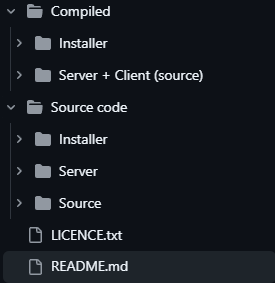 Compiled
Installer
Server + Client (source)
Source code
Installer
Server
Source
LICENCE.txt
README.md